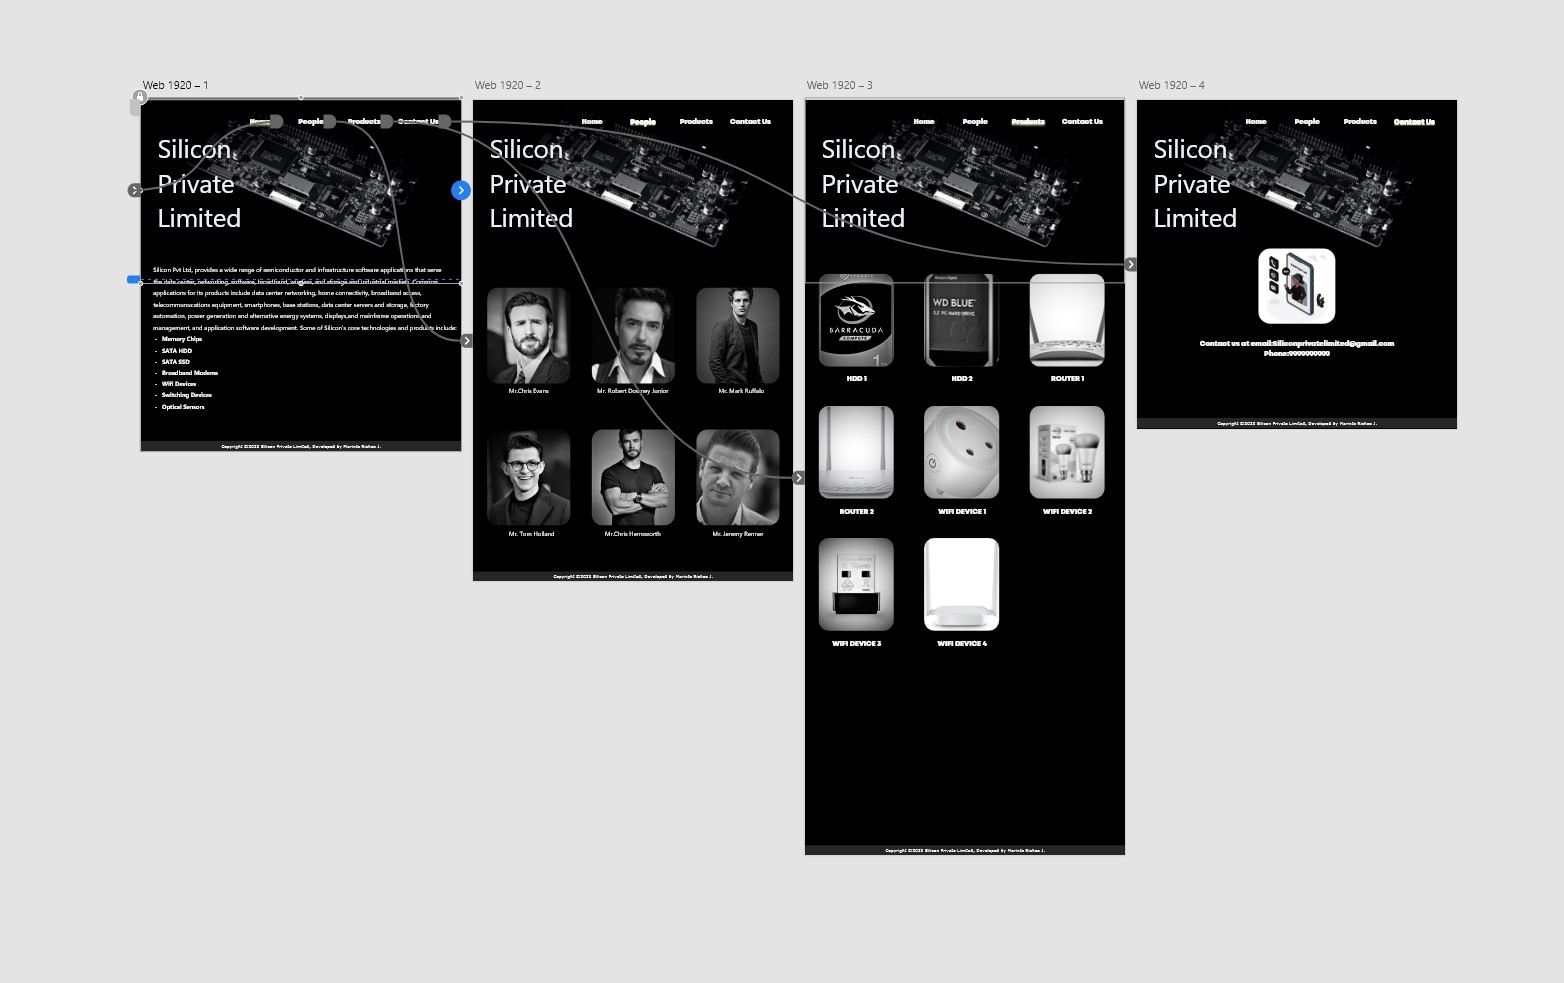 Web 1920 – 1
Home People Products Contact Us
Silicon
Private
Limited
Silicon Pvt Ltd, provides a wide range of semiconductor and infrastructure software applications that serve
the data center, networking, software, broadband, wireless, and storage and industrial markets. Common
applications for its products include data center networking, home connectivity, broadband access,
telecommunications equipment, smartphones, base stations, data center servers and storage, factory
automation, power generation and alternative energy systems, displays,and mainframe operations and
management, and application software development. Some of Silicon's core technologies and products include:
- Memory Chips
- SATA HDD
- SATA SSD
- Broadband Modems
- Wifi Devices
- Switching Devices
- Optical Sensors
Copyright ©2023 Silicon Private Limited, Developed by
Web 1920 – 2
Home People Products Contact Us
Silicon
Private
Limited
Mr.Chris Evans Mr. Robert Downey Junior Mr. Mark Ruffalo
Mr. Tom Holland Mr.Chris Hemsworth Mr. Jeremy Renner
Copyright ©2023 Silicon Private Limited, Developed by
Web 1920 – 3
Home People Products Contact Us
Silicon
Private
Limited
BARRACUDA
COMPUTE
1
WD BLUE
PC HARD DRIVE
HDD 1 HDD 2 ROUTER 1
ROUTER 2 WIFI DEVICE 1 WIFI DEVICE 2
WIFI DEVICE 3 WIFI DEVICE 4
Copyright ©2023 Silicon Private Limited, Developed by
Web 1920 – 4
Home People Products Contact Us
Silicon
Private
Limited
Contact us at email:Siliconprivatelimited@gmail.com
Phone:9999999999
Copyright ©2023 Silicon Private Limited, Developed by